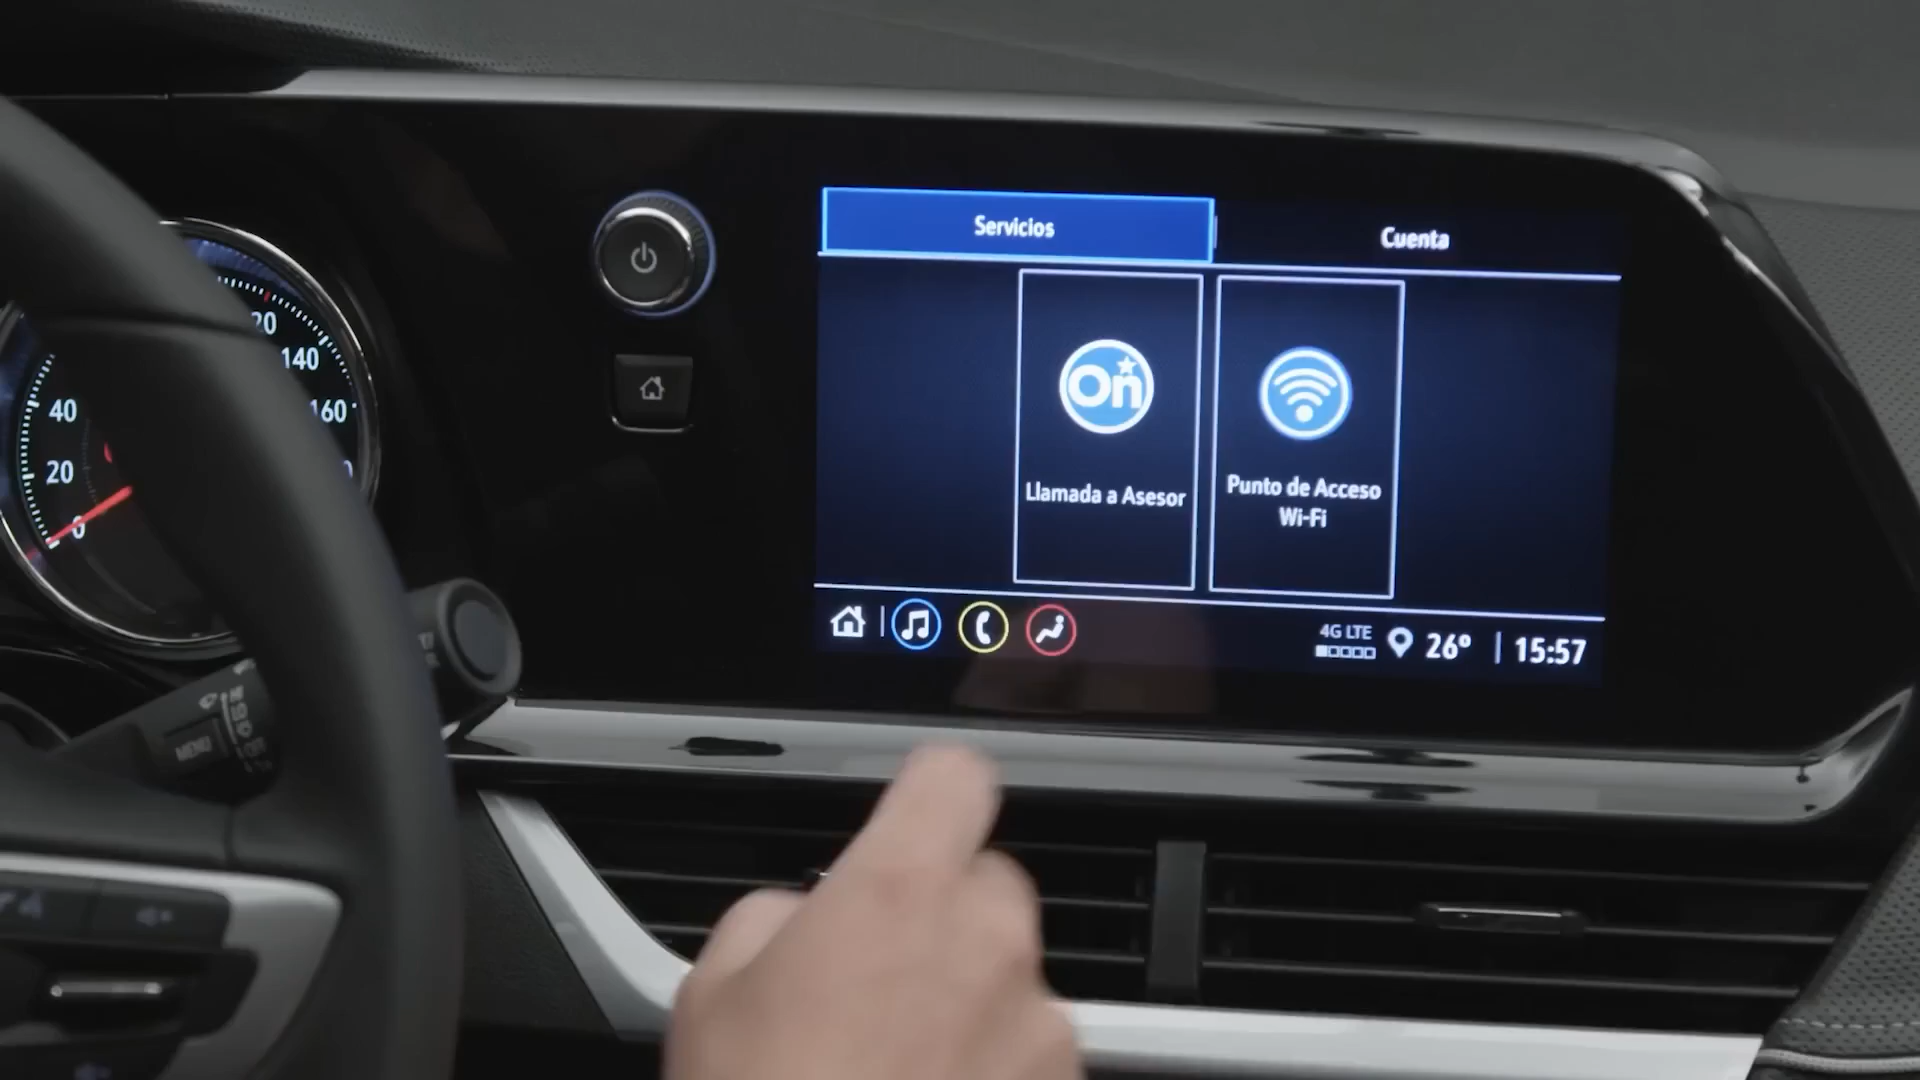 Servicios
Cuenta
On
Llamada a Asesor
Punto de Acceso
Wi-Fi
4G LTE
26°
15:57
20
140
160
40
20
0
MENU